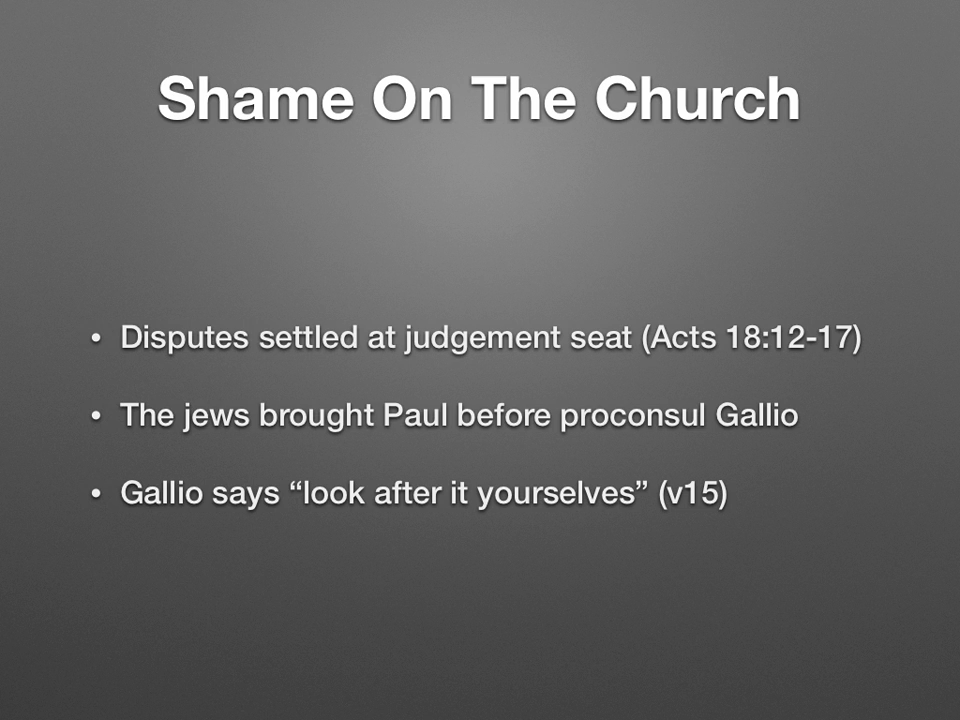 Shame On The Church
• Disputes settled at judgement seat (Acts 18:12-17)
• The jews brought Paul before proconsul Gallio
• Gallio says “look after it yourselves” (v15)